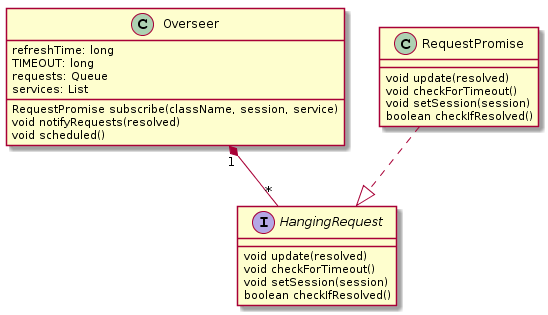 C Overseer
refreshTime: long
TIMEOUT: long
requests: Queue
services: List
RequestPromise subscribe(className, session, service)
void notifyRequests(resolved)
void scheduled()
C RequestPromise
void update(resolved)
void checkForTimeout()
void setSession(session)
boolean checkIfResolved()
1
*
I HangingRequest
void update(resolved)
void checkForTimeout()
void setSession(session)
boolean checkIfResolved()